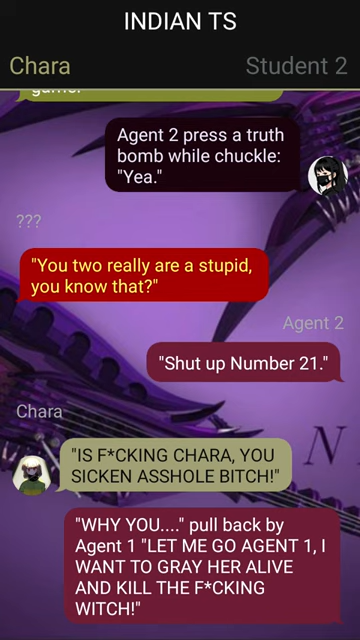 INDIAN TS
Chara
Student 2
Agent 2 press a truth
bomb while chuckle:
"Yea."
???
"You two really are a stupid,
you know that?"
Agent 2
"Shut up Number 21."
Chara
"IS F*CKING CHARA, YOU
SICKEN ASSHOLE BITCH!"
N
"WHY YOU...." pull back by
Agent 1 "LET ME GO AGENT 1, I
WANT TO GRAY HER ALIVE
AND KILL THE F*CKING
WITCH!"